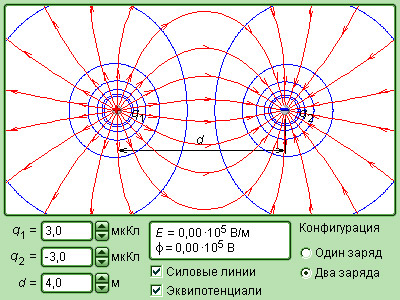 q1
q2
d
q1 = 3,0 мкКл
q2 = -3,0 мкКл
d = 4,0 м
E = 0,00·10⁵ В/м
ϕ = 0,00·10⁵ В
Силовые линии
Эквипотенциали
Конфигурация
Один заряд
Два заряда